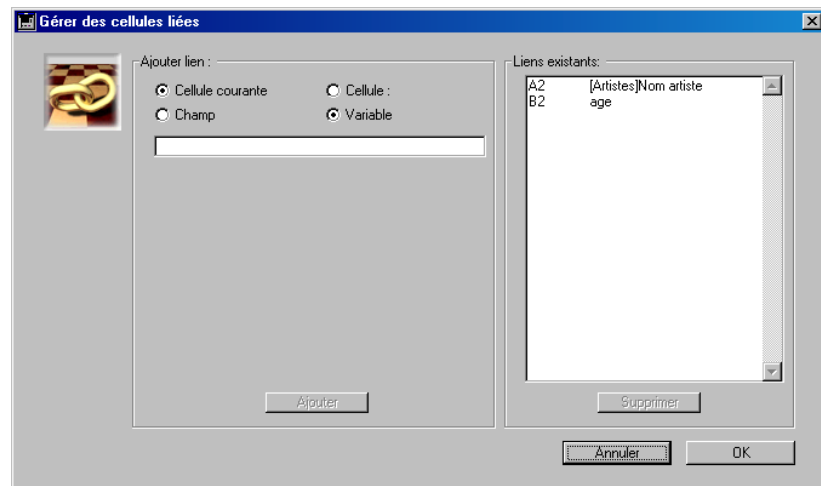 Gérer des cellules liées
Ajouter lien :
Cellule courante
Cellule :
Champ
Variable
Ajouter
Liens existants:
A2 [Artistes]Nom artiste
B2 age
Supprimer
Annuler
OK